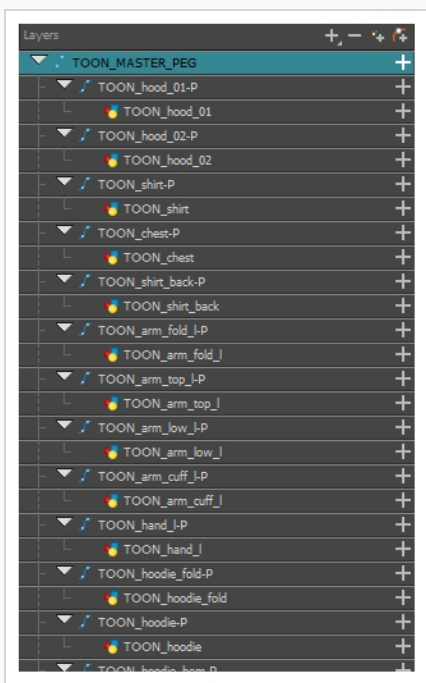 Layers
TOON_MASTER_PEG
TOON_hood_01-P
TOON_hood_01
TOON_hood_02-P
TOON_hood_02
TOON_shirt-P
TOON_shirt
TOON_chest-P
TOON_chest
TOON_shirt_back-P
TOON_shirt_back
TOON_arm_fold_l-P
TOON_arm_fold_l
TOON_arm_top_l-P
TOON_arm_top_l
TOON_arm_low_l-P
TOON_arm_low_l
TOON_arm_cuff_l-P
TOON_arm_cuff_l
TOON_hand_l-P
TOON_hand_l
TOON_hoodie_fold-P
TOON_hoodie_fold
TOON_hoodie-P
TOON_hoodie
TOON_hoodie_hem-P